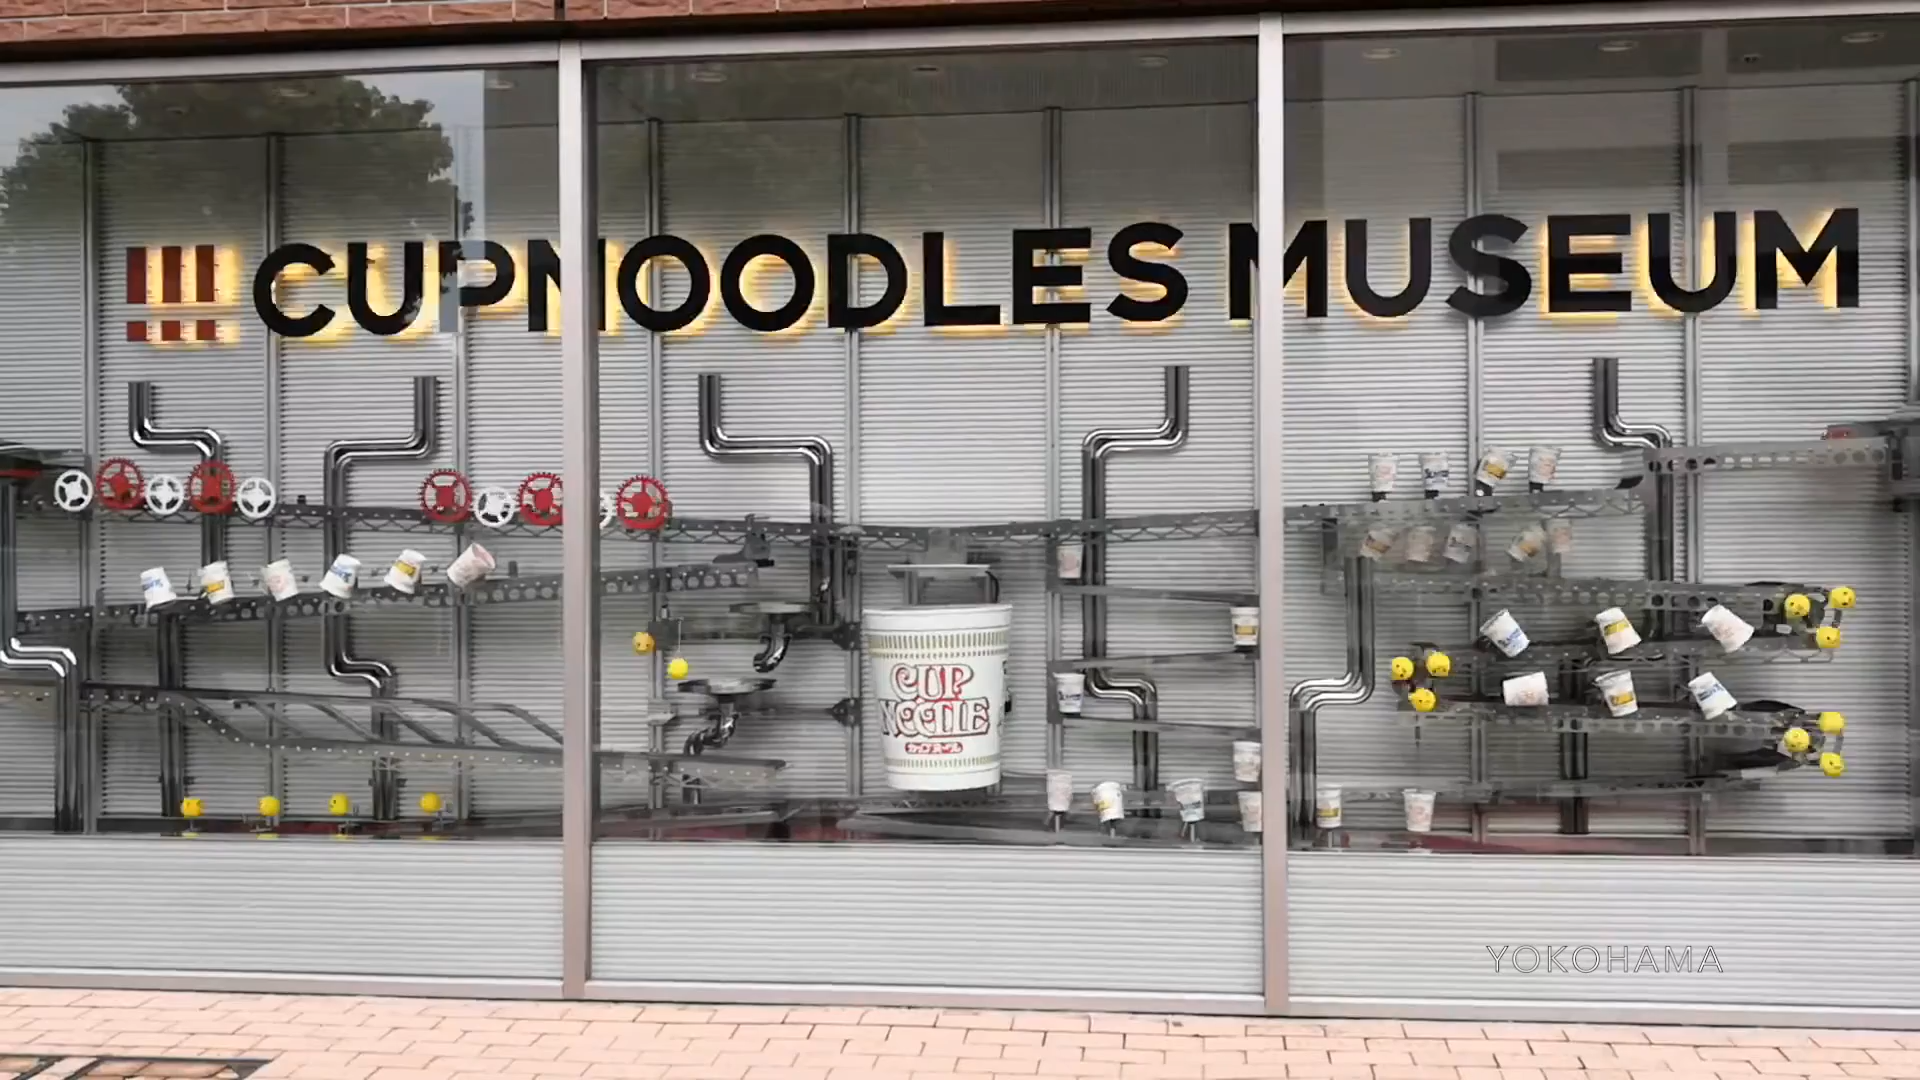 !!! CUPNOODLES MUSEUM
CUP
NOODLE
カップヌードル
YOKOHAMA